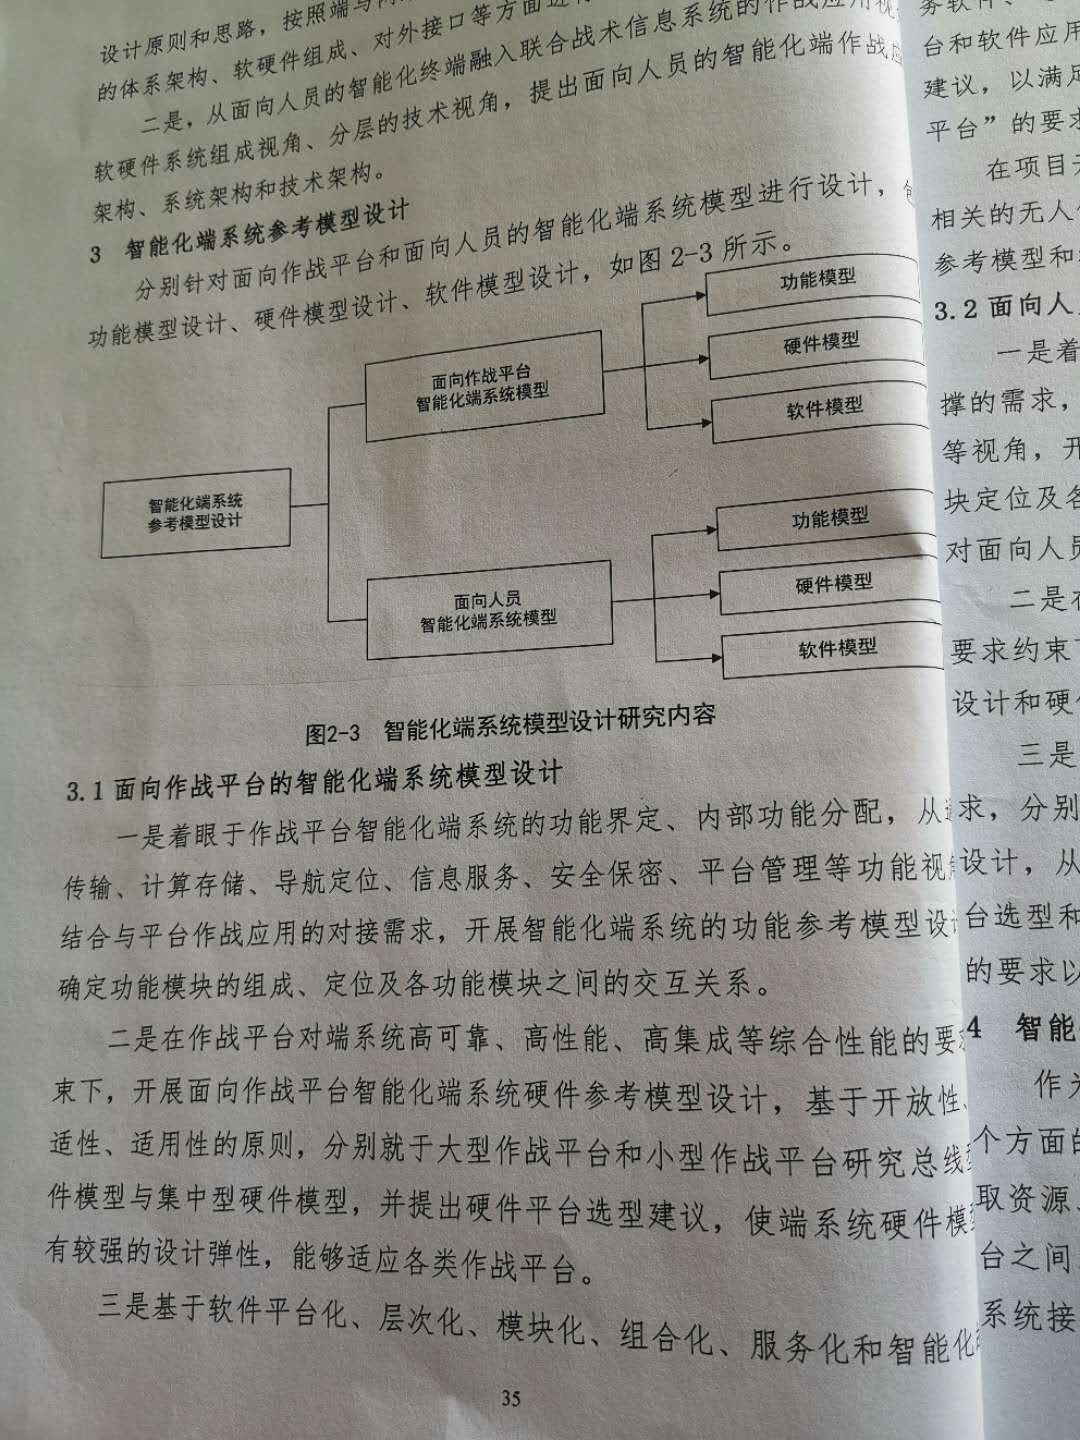 设计原则和思路，按照端与
的体系架构、软硬件组成、对外接口等方面进行
二是，从面向人员的智能化终端融入联合战术信息系统的作战应用视
软硬件系统组成视角、分层的技术视角，提出面向人员的智能化端作战应
架构、系统架构和技术架构。
3 智能化端系统参考模型设计
分别针对面向作战平台和面向人员的智能化端系统模型进行设计，包
功能模型设计、硬件模型设计、软件模型设计，如图 2-3 所示。
功能模型
硬件模型
软件模型
面向作战平台
智能化端系统模型
智能化端系统
参考模型设计
面向人员
智能化端系统模型
功能模型
硬件模型
软件模型
图2-3 智能化端系统模型设计研究内容
3.1 面向作战平台的智能化端系统模型设计
一是着眼于作战平台智能化端系统的功能界定、内部功能分配，从
传输、计算存储、导航定位、信息服务、安全保密、平台管理等功能视
结合与平台作战应用的对接需求，开展智能化端系统的功能参考模型设
确定功能模块的组成、定位及各功能模块之间的交互关系。
二是在作战平台对端系统高可靠、高性能、高集成等综合性能的要
束下，开展面向作战平台智能化端系统硬件参考模型设计，基于开放性、
适性、适用性的原则，分别就于大型作战平台和小型作战平台研究总线
件模型与集中型硬件模型，并提出硬件平台选型建议，使端系统硬件模
有较强的设计弹性，能够适应各类作战平台。
三是基于软件平台化、层次化、模块化、组合化、服务化和智能化
35
务软件、
台和软件应用
建议，以满足
平台”的要求
在项目
相关的无人
参考模型和
3.2 面向人
一是着
撑的需求，
等视角，开
块定位及各
对面向人员
二是在
要求约束下
设计和硬
三是
求，分别
设计，从
台选型和
的要求以
4 智能
作为
个方面的
取资源、
台之间
系统接